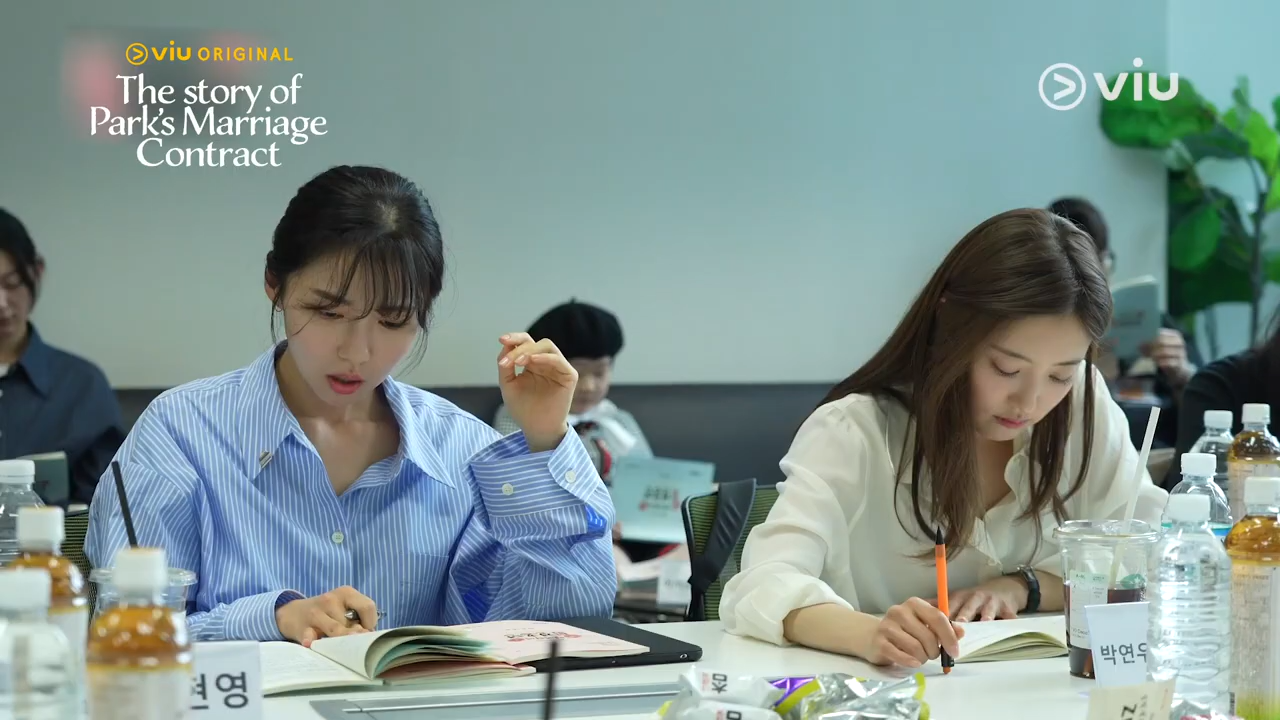 viu ORIGINAL
The story of
Park's Marriage
Contract
viu
현영
박연우